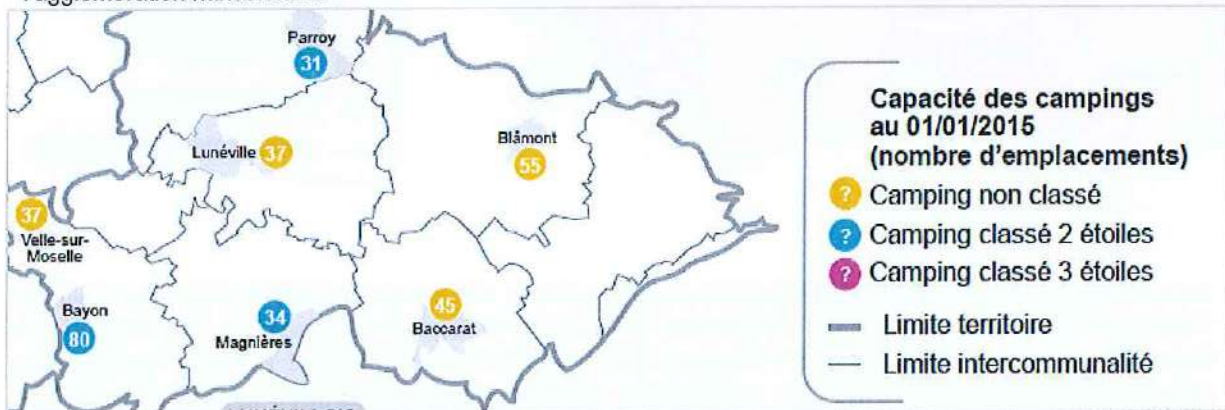 Parroy
31
Lunéville 37
Blâmont
55
37
Velle-sur-
Moselle
Bayon
80
34
Magnières
45
Baccarat
Capacité des campings
au 01/01/2015
(nombre d'emplacements)
? Camping non classé
? Camping classé 2 étoiles
? Camping classé 3 étoiles
Limite territoire
Limite intercommunalité